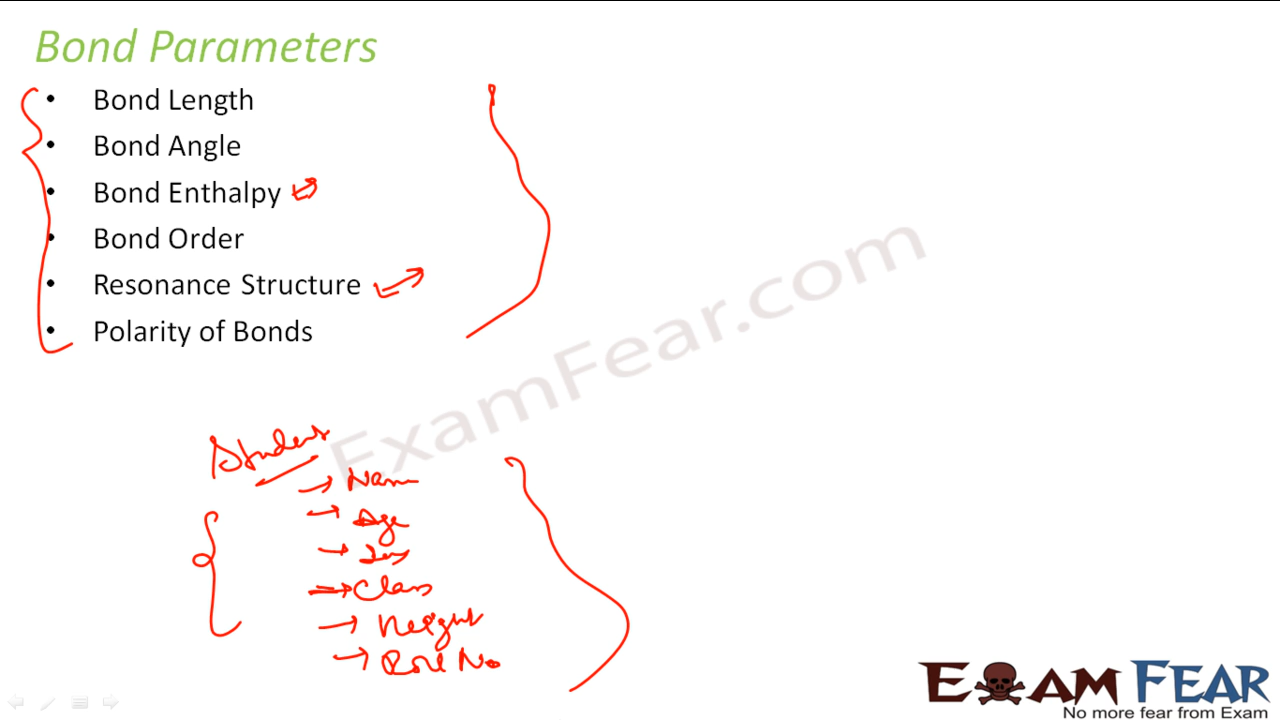 Bond Parameters
• Bond Length
• Bond Angle
• Bond Enthalpy
• Bond Order
• Resonance Structure
• Polarity of Bonds
ExamFear.com
Student
→ Name
→ Age
→ Class
→ Height
→ Roll No
EXAM FEAR
No more fear from Exam